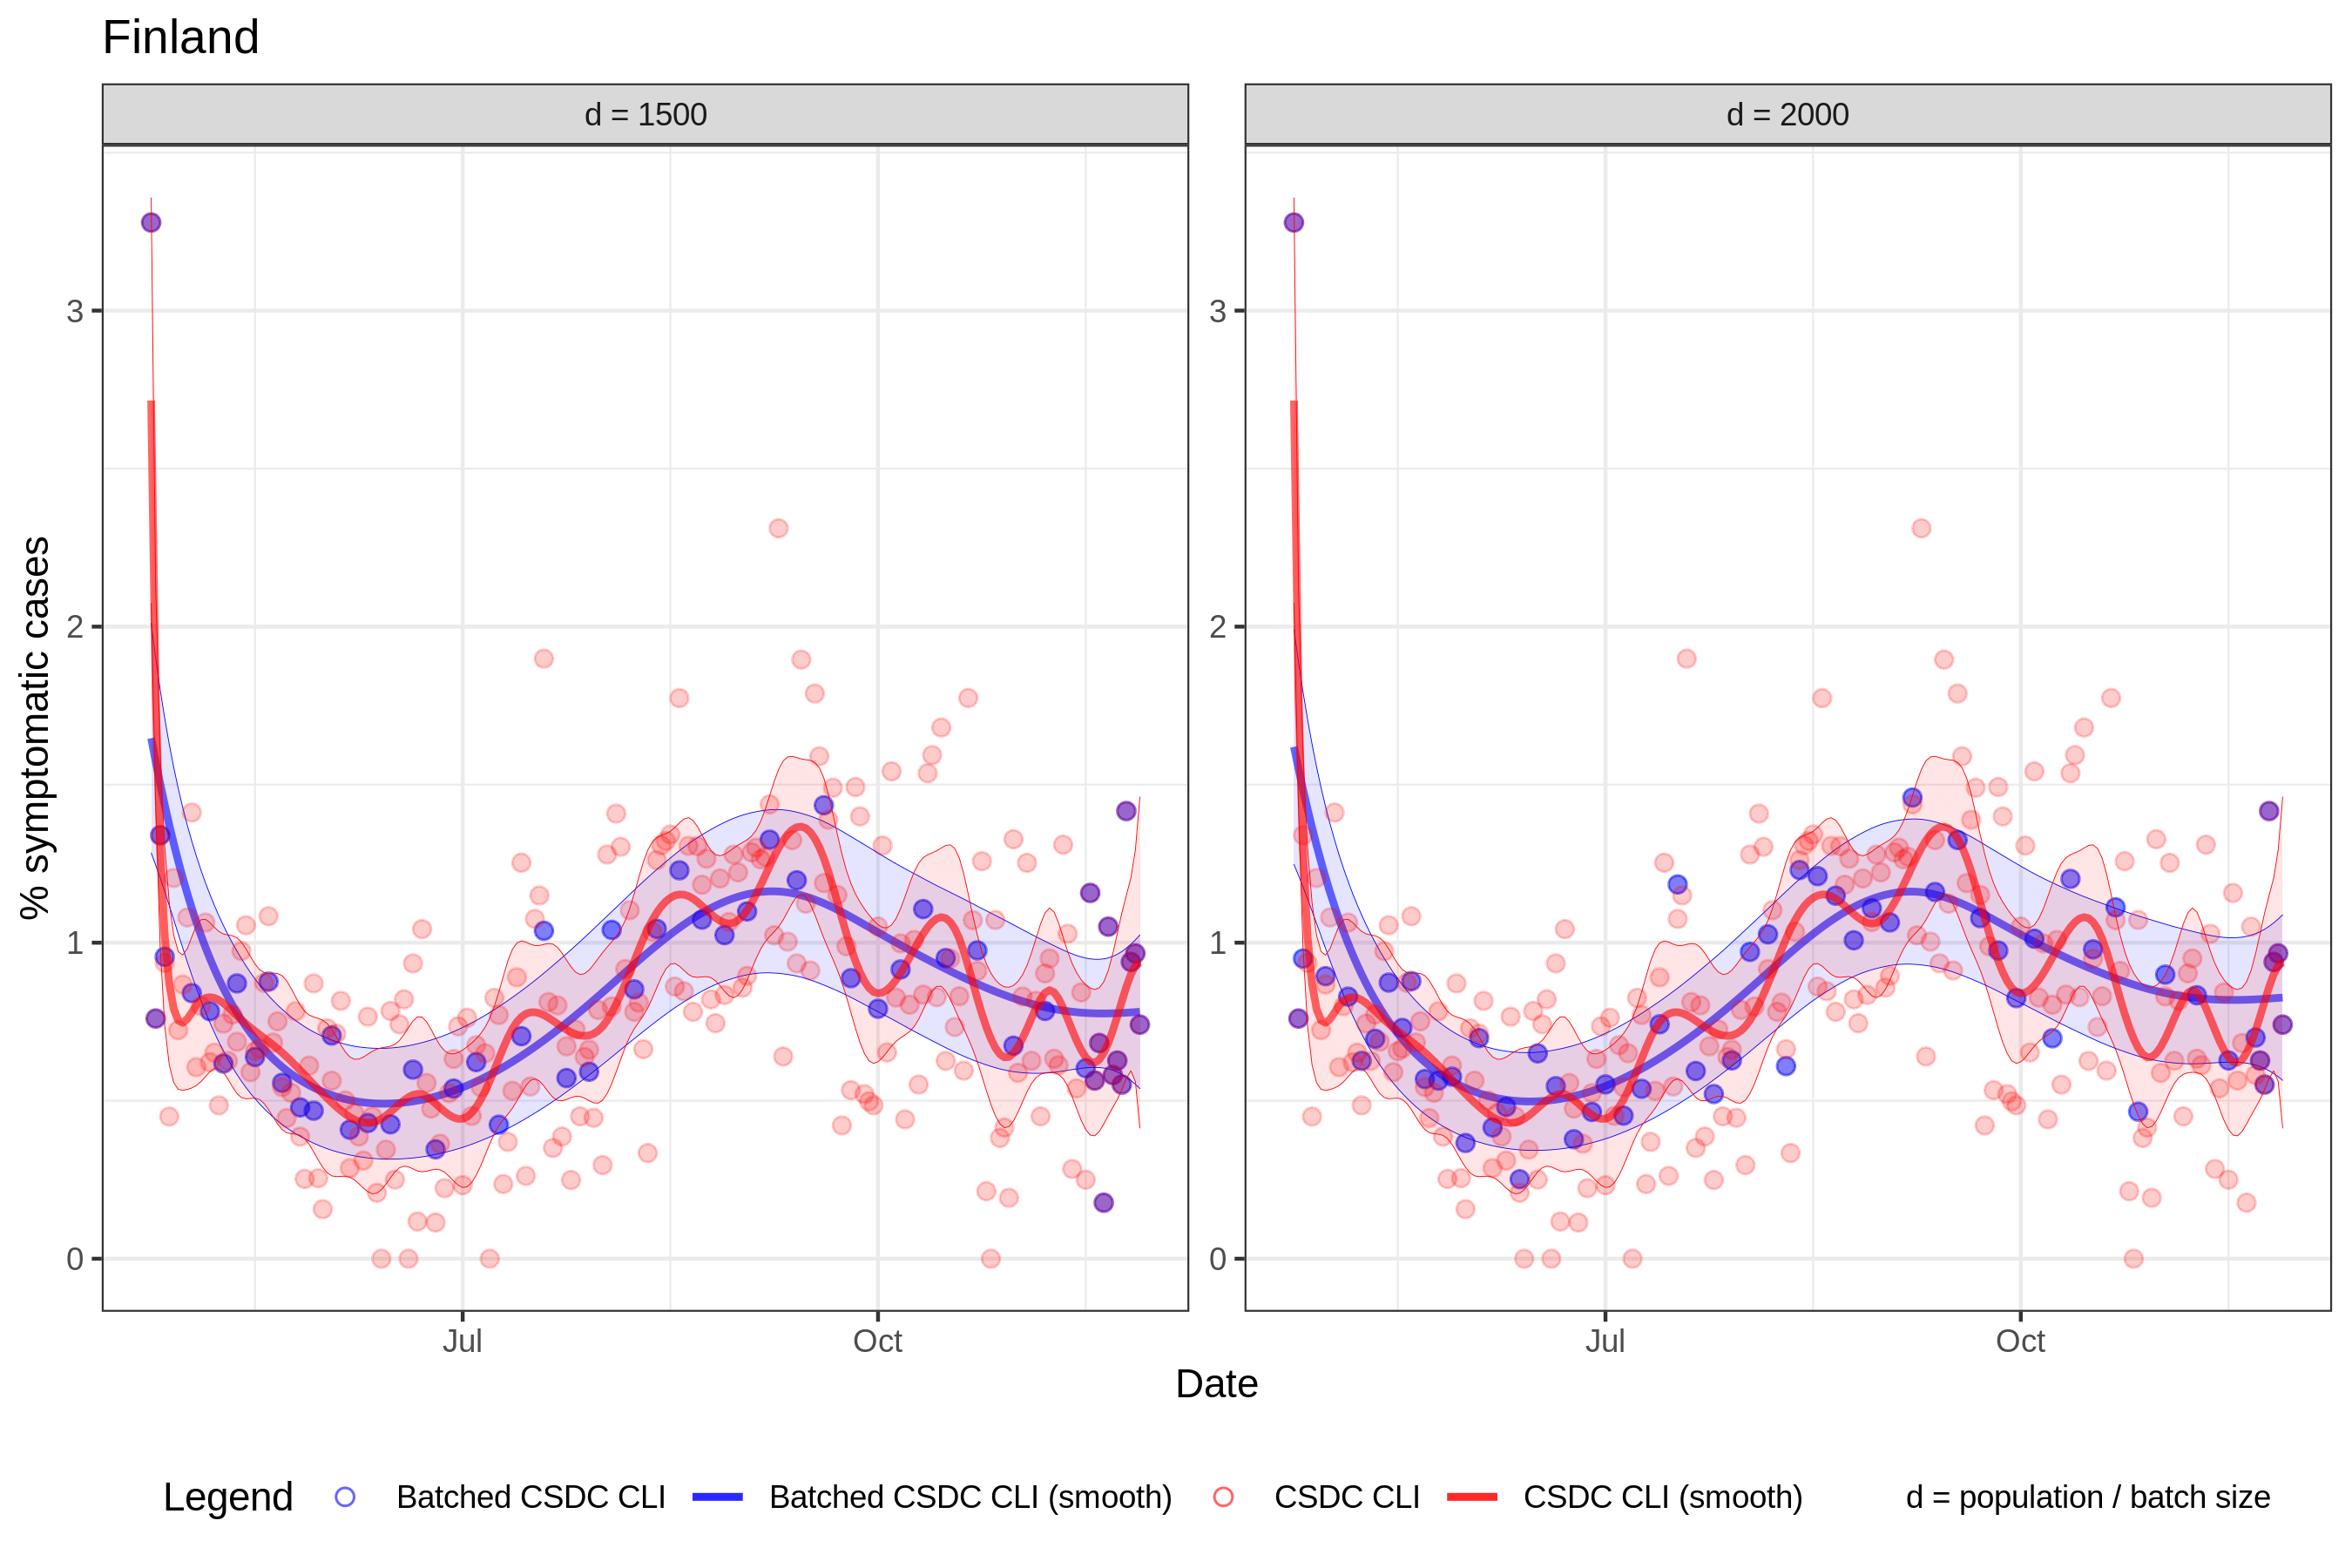 Finland
d = 1500
d = 2000
% symptomatic cases
3
2
1
0
3
2
1
0
Jul
Oct
Jul
Oct
Date
Legend
Batched CSDC CLI
Batched CSDC CLI (smooth)
CSDC CLI
CSDC CLI (smooth)
d = population / batch size